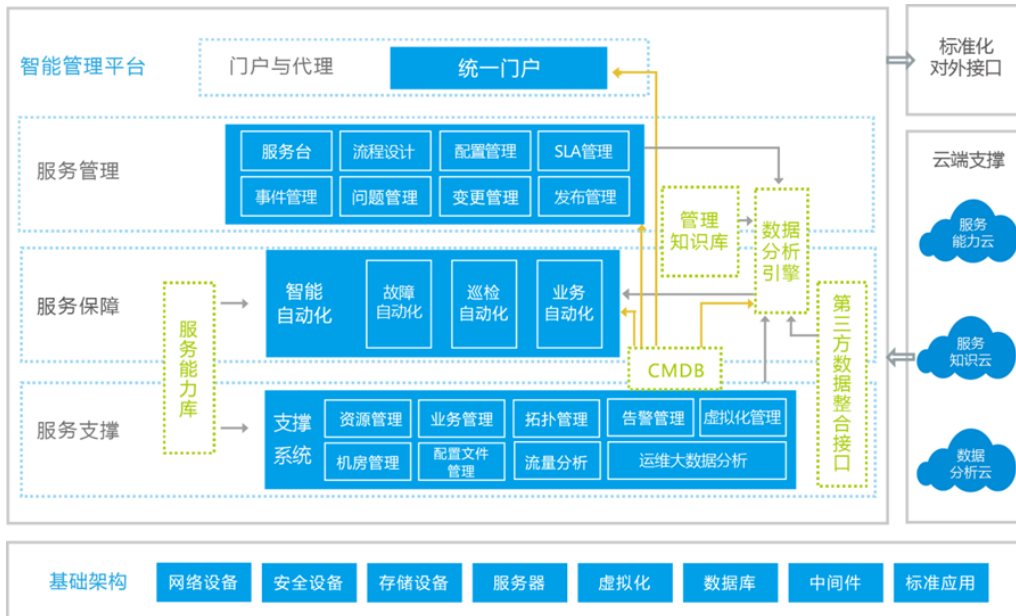 智能管理平台
门户与代理
统一门户
标准化
对外接口
服务管理
服务台
流程设计
配置管理
SLA管理
事件管理
问题管理
变更管理
发布管理
管理
知识库
数据
分析
引擎
云端支撑
服务
能力云
服务
知识云
数据
分析云
服务保障
服务能力库
智能
自动化
故障
自动化
巡检
自动化
业务
自动化
CMDB
第三方数据整合接口
服务支撑
支撑
系统
资源管理
业务管理
拓扑管理
告警管理
虚拟化管理
机房管理
配置文件
管理
流量分析
运维大数据分析
基础架构
网络设备
安全设备
存储设备
服务器
虚拟化
数据库
中间件
标准应用